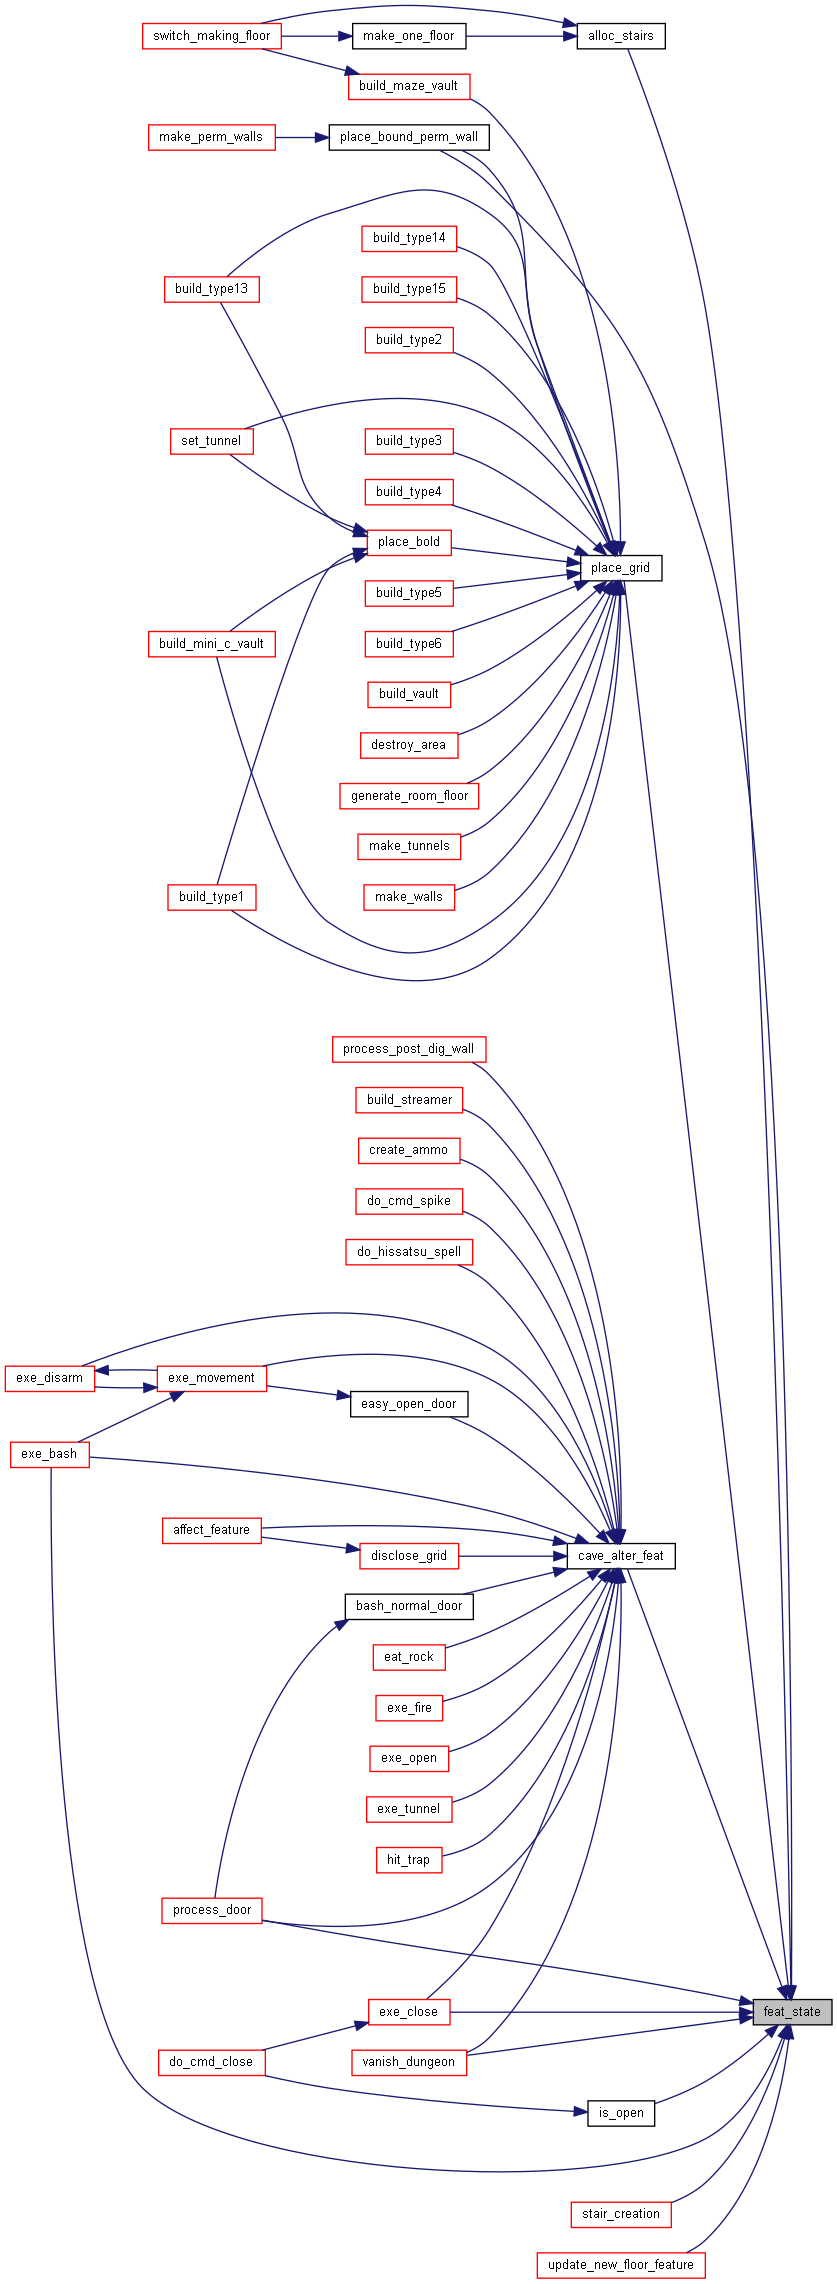 switch_making_floor
make_one_floor
alloc_stairs
build_maze_vault
make_perm_walls
place_bound_perm_wall
build_type14
build_type13
build_type15
build_type2
set_tunnel
build_type3
build_type4
place_bold
place_grid
build_type5
build_mini_c_vault
build_type6
build_vault
destroy_area
generate_room_floor
make_tunnels
build_type1
make_walls
process_post_dig_wall
build_streamer
create_ammo
do_cmd_spike
do_hissatsu_spell
exe_disarm
exe_movement
easy_open_door
exe_bash
affect_feature
disclose_grid
cave_alter_feat
bash_normal_door
eat_rock
exe_fire
exe_open
exe_tunnel
hit_trap
process_door
exe_close
feat_state
do_cmd_close
vanish_dungeon
is_open
stair_creation
update_new_floor_feature